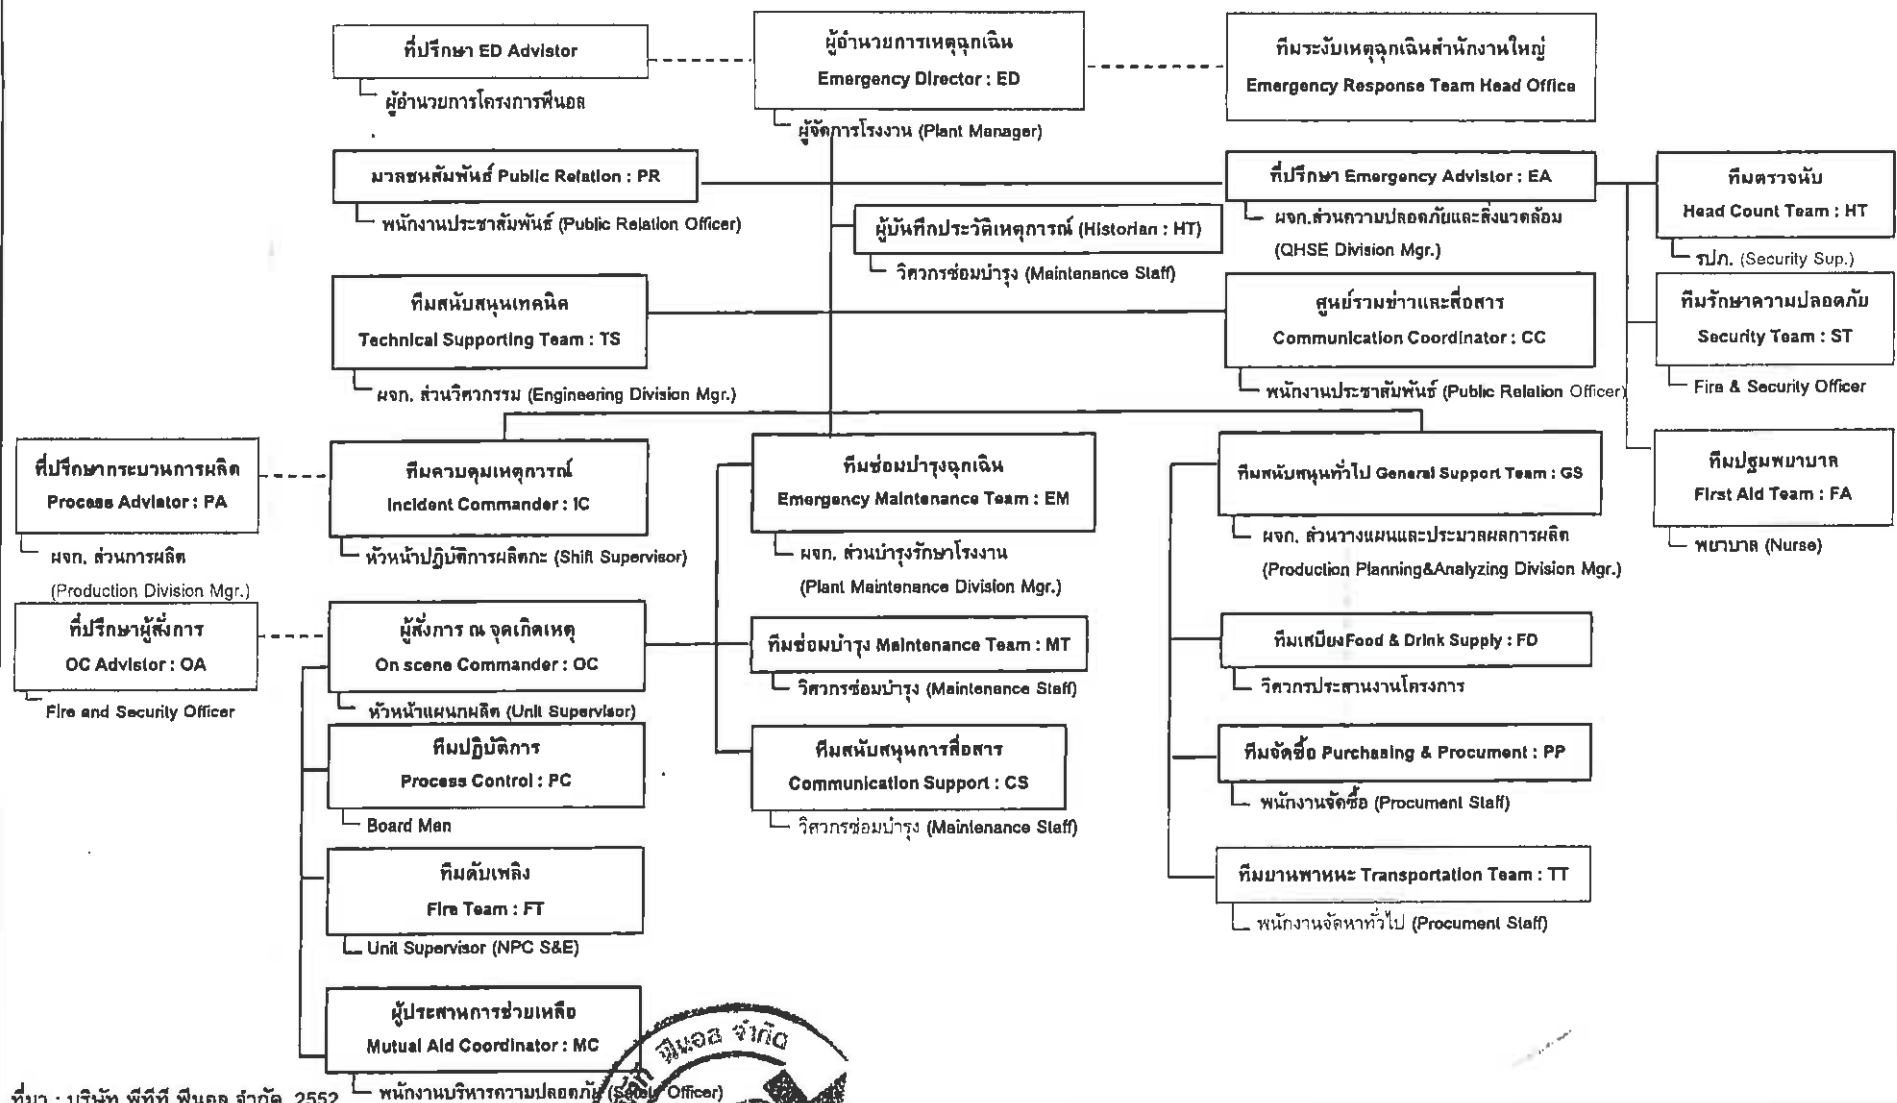 ที่ปรึกษา ED Advistor
ผู้อำนวยการโครงการฟีนอล
ผู้อำนวยการเหตุฉุกเฉิน
Emergency Director : ED
ผู้จัดการโรงงาน (Plant Manager)
ทีมระงับเหตุฉุกเฉินสำนักงานใหญ่
Emergency Response Team Head Office
มวลชนสัมพันธ์ Public Relation : PR
พนักงานประชาสัมพันธ์ (Public Relation Officer)
ผู้บันทึกประวัติเหตุการณ์ (Historian : HT)
วิศวกรซ่อมบำรุง (Maintenance Staff)
ที่ปรึกษา Emergency Advistor : EA
ผจก.ส่วนความปลอดภัยและสิ่งแวดล้อม
(QHSE Division Mgr.)
ทีมตรวจนับ
Head Count Team : HT
รปภ. (Security Sup.)
ทีมสนับสนุนเทคนิค
Technical Supporting Team : TS
ผจก. ส่วนวิศวกรรม (Engineering Division Mgr.)
ศูนย์รวมข่าวและสื่อสาร
Communication Coordinator : CC
พนักงานประชาสัมพันธ์ (Public Relation Officer)
ทีมรักษาความปลอดภัย
Security Team : ST
Fire & Security Officer
ที่ปรึกษากระบวนการผลิต
Process Advistor : PA
ผจก. ส่วนการผลิต
(Production Division Mgr.)
ทีมควบคุมเหตุการณ์
Incident Commander : IC
หัวหน้าปฏิบัติการผลิตกะ (Shift Supervisor)
ทีมซ่อมบำรุงฉุกเฉิน
Emergency Maintenance Team : EM
ผจก. ส่วนบำรุงรักษาโรงงาน
(Plant Maintenance Division Mgr.)
ทีมสนับสนุนทั่วไป General Support Team : GS
ผจก. ส่วนวางแผนและประมวลผลการผลิต
(Production Planning&Analyzing Division Mgr.)
ทีมปฐมพยาบาล
First Aid Team : FA
พยาบาล (Nurse)
ที่ปรึกษาผู้สั่งการ
OC Advistor : OA
Fire and Security Officer
ผู้สั่งการ ณ จุดเกิดเหตุ
On scene Commander : OC
หัวหน้าแผนกผลิต (Unit Supervisor)
ทีมซ่อมบำรุง Maintenance Team : MT
วิศวกรซ่อมบำรุง (Maintenance Staff)
ทีมเสบียงFood & Drink Supply : FD
วิศวกรประสานงานโครงการ
ทีมปฏิบัติการ
Process Control : PC
Board Man
ทีมสนับสนุนการสื่อสาร
Communication Support : CS
วิศวกรซ่อมบำรุง (Maintenance Staff)
ทีมจัดซื้อ Purchasing & Procument : PP
พนักงานจัดซื้อ (Procument Staff)
ทีมดับเพลิง
Fire Team : FT
Unit Supervisor (NPC S&E)
ทีมยานพาหนะ Transportation Team : TT
พนักงานจัดหาทั่วไป (Procument Staff)
ผู้ประสานการช่วยเหลือ
Mutual Aid Coordinator : MC
พนักงานบริหารความปลอดภัย (Safety Officer)
ฟีนอล จำกัด
ที่มา : บริษัท พีทีที ฟีนอล จำกัด, 2552